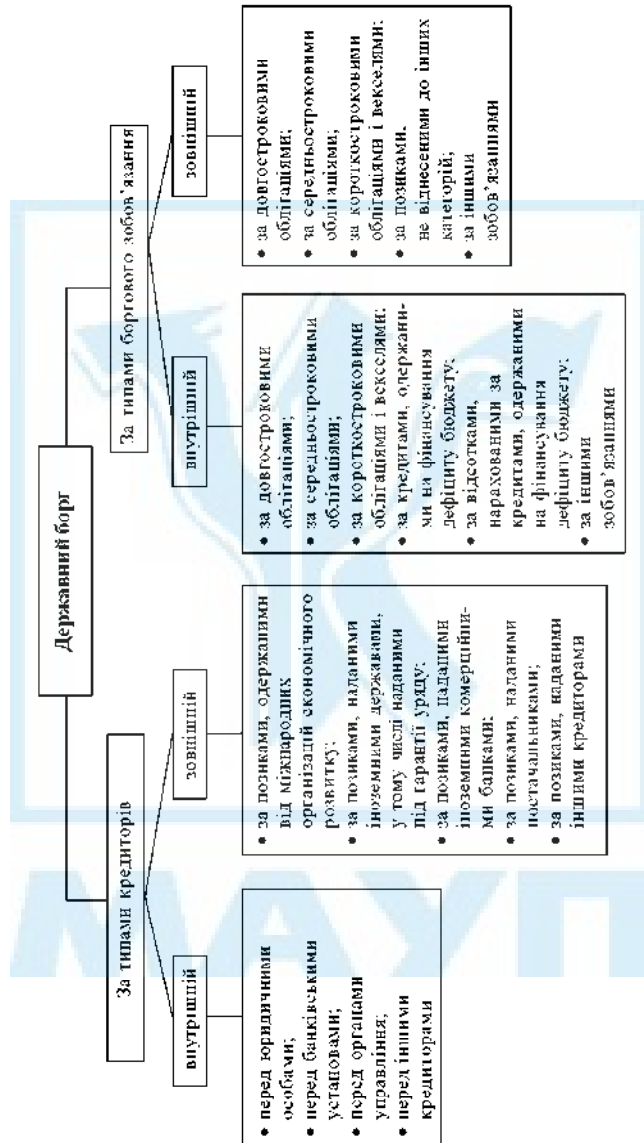 Державний борг
За типами кредиторів
За типами боргового зобов’язання
внутрішній
зовнішній
внутрішній
зовнішній
• перед юридичними
особами;
• перед банківськими
установами;
• перед органами
управління;
• перед іншими
кредиторами
• за позиками, одержаними
від міжнародних
організацій економічного
розвитку;
• за позиками, наданими
іноземними державами,
у тому числі наданими
під гарантії уряду;
• за позиками, наданими
іноземними комерційни-
ми банками;
• за позиками, наданими
постачальниками;
• за позиками, наданими
іншими кредиторами
• за довгостроковими
облігаціями;
• за середньостроковими
облігаціями;
• за короткостроковими
облігаціями і векселями;
• за кредитами, одержани-
ми на фінансування
дефіциту бюджету;
• за відсотками,
нарахованими за
кредитами, одержаними
на фінансування
дефіциту бюджету;
• за іншими
зобов’язаннями
• за довгостроковими
облігаціями;
• за середньостроковими
облігаціями;
• за короткостроковими
облігаціями і векселями;
• за позиками,
не віднесеними до інших
категорій;
• за іншими
зобов’язаннями
МАУП